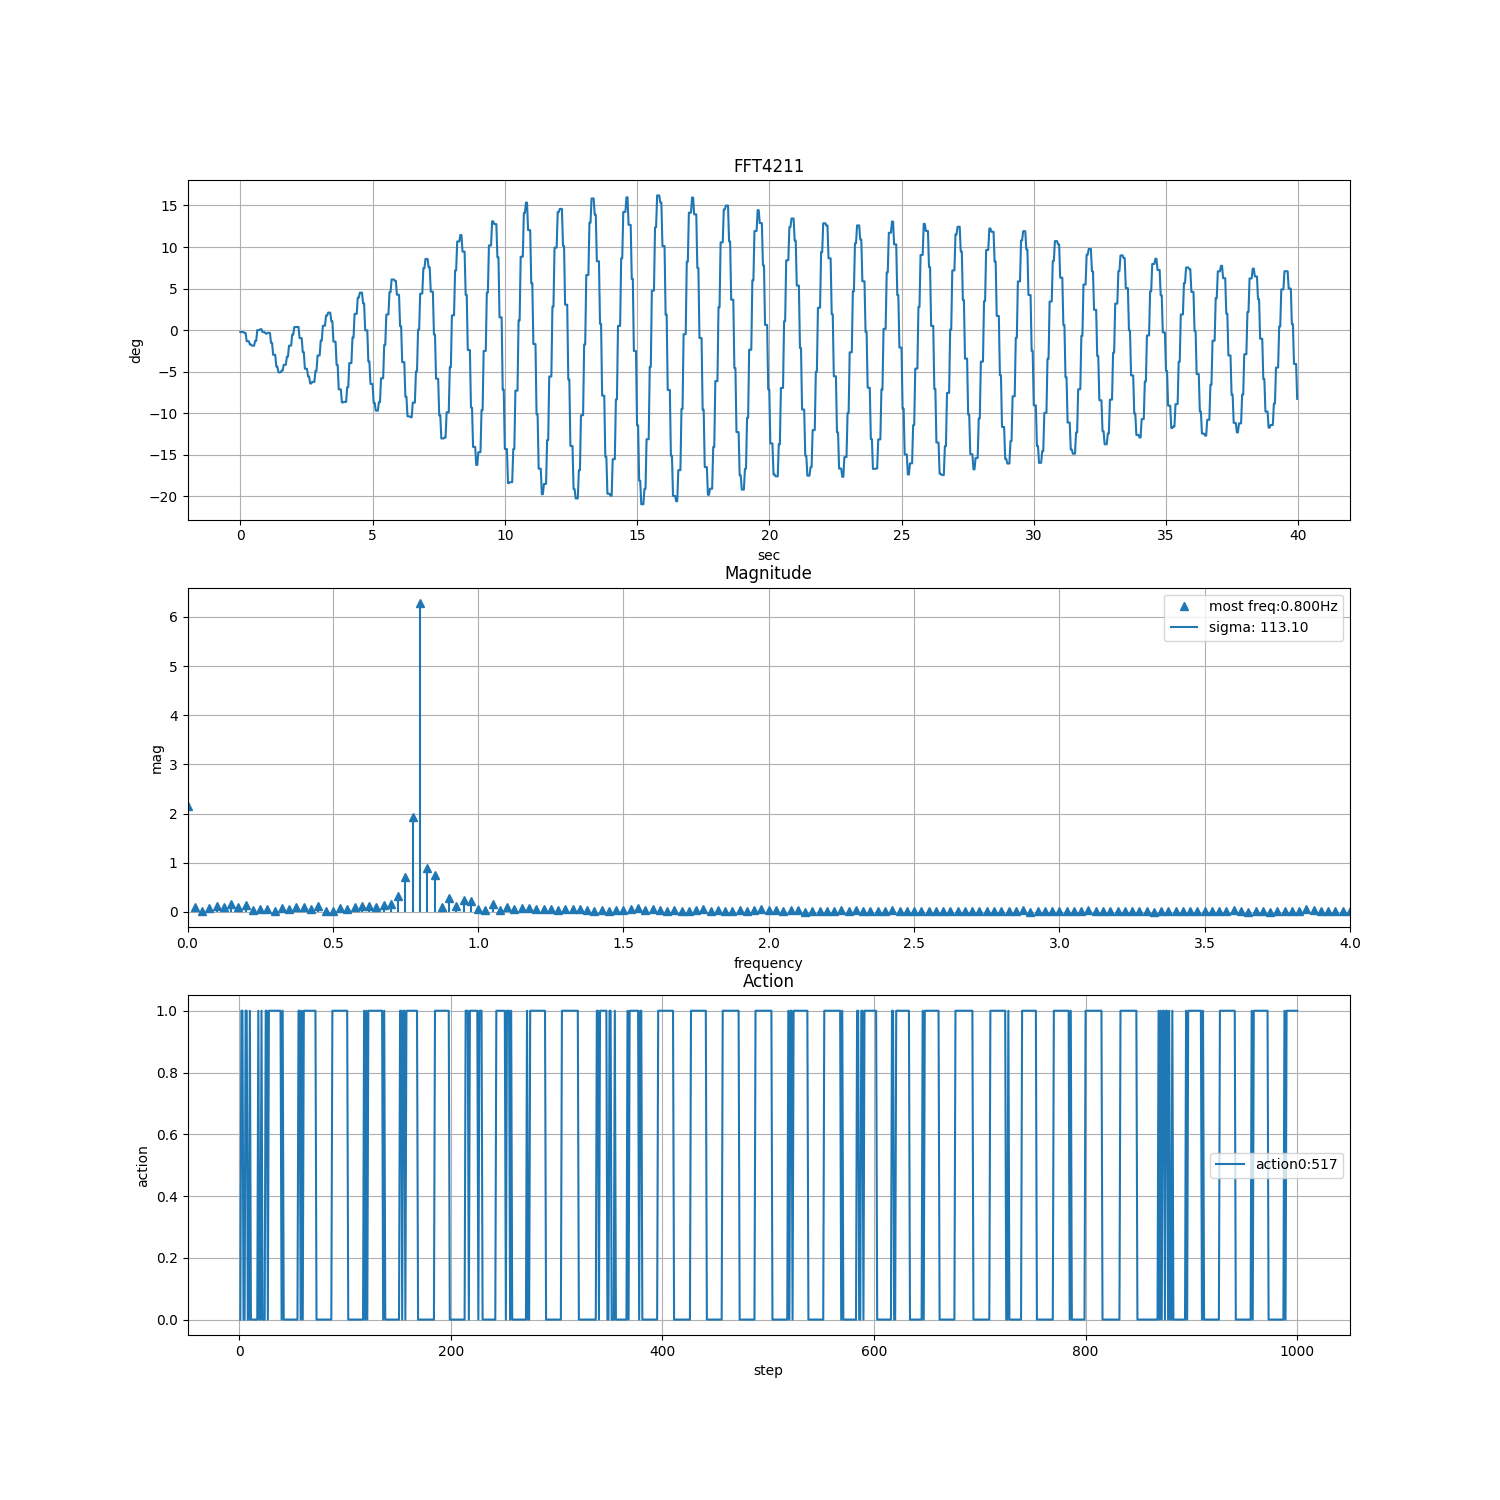 FFT4211
15
10
5
0
−5
−10
−15
−20
deg
0 5 10 15 20 25 30 35 40
sec
Magnitude
most freq:0.800Hz
sigma: 113.10
6
5
4
3
2
1
0
mag
0.0 0.5 1.0 1.5 2.0 2.5 3.0 3.5 4.0
frequency
Action
1.0
0.8
0.6
0.4
0.2
0.0
action
action0:517
0 200 400 600 800 1000
step